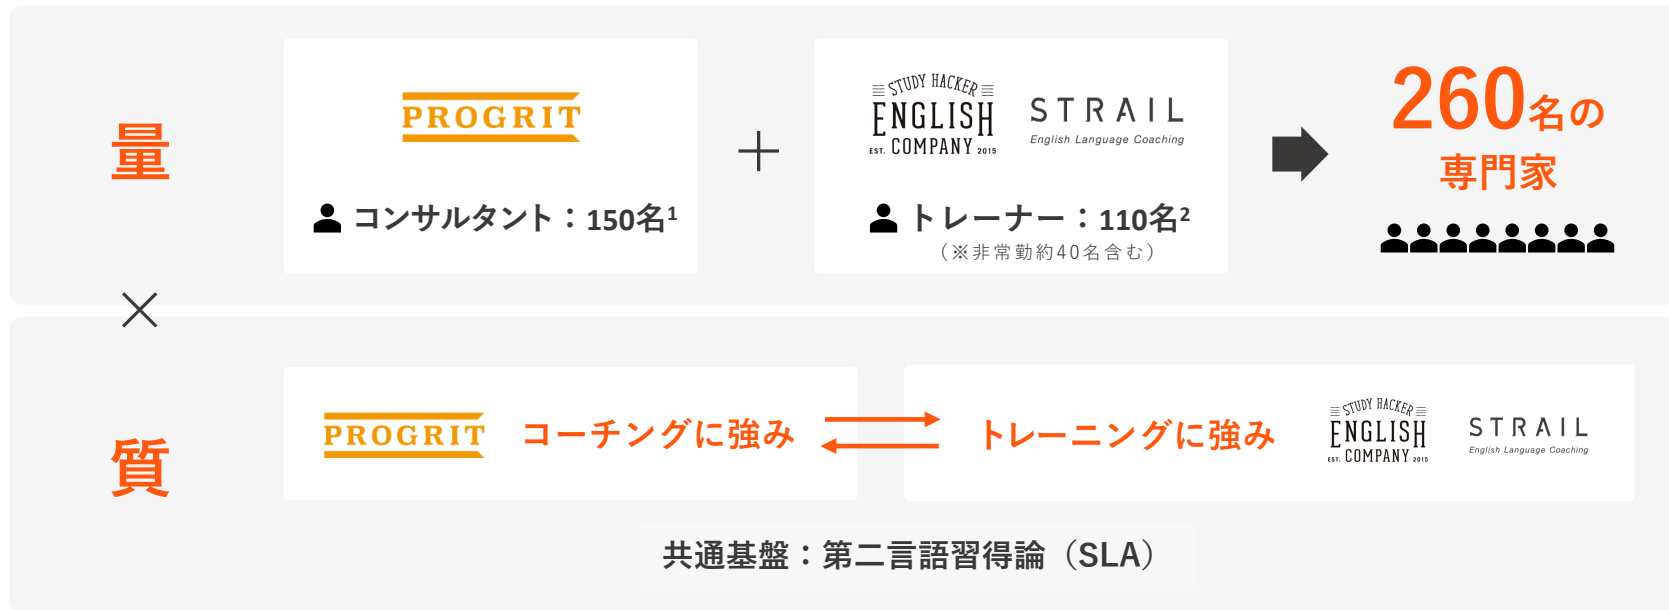 量
PROGRIT
コンサルタント：150名1
＋
STUDY HACKER
ENGLISH
EST. COMPANY 2015
STRAIL
English Language Coaching
トレーナー：110名2
（※非常勤約40名含む）
260名の
専門家
×
質
PROGRIT
コーチングに強み
トレーニングに強み
STUDY HACKER
ENGLISH
EST. COMPANY 2015
STRAIL
English Language Coaching
共通基盤：第二言語習得論（SLA）